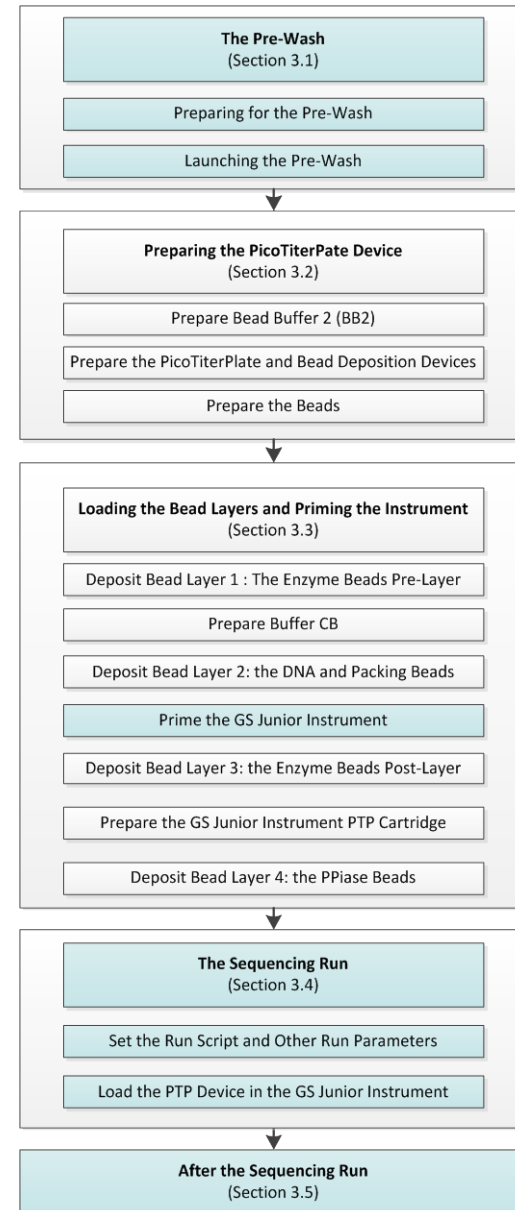 The Pre-Wash
(Section 3.1)
Preparing for the Pre-Wash
Launching the Pre-Wash
Preparing the PicoTiterPate Device
(Section 3.2)
Prepare Bead Buffer 2 (BB2)
Prepare the PicoTiterPlate and Bead Deposition Devices
Prepare the Beads
Loading the Bead Layers and Priming the Instrument
(Section 3.3)
Deposit Bead Layer 1 : The Enzyme Beads Pre-Layer
Prepare Buffer CB
Deposit Bead Layer 2: the DNA and Packing Beads
Prime the GS Junior Instrument
Deposit Bead Layer 3: the Enzyme Beads Post-Layer
Prepare the GS Junior Instrument PTP Cartridge
Deposit Bead Layer 4: the PPiase Beads
The Sequencing Run
(Section 3.4)
Set the Run Script and Other Run Parameters
Load the PTP Device in the GS Junior Instrument
After the Sequencing Run
(Section 3.5)